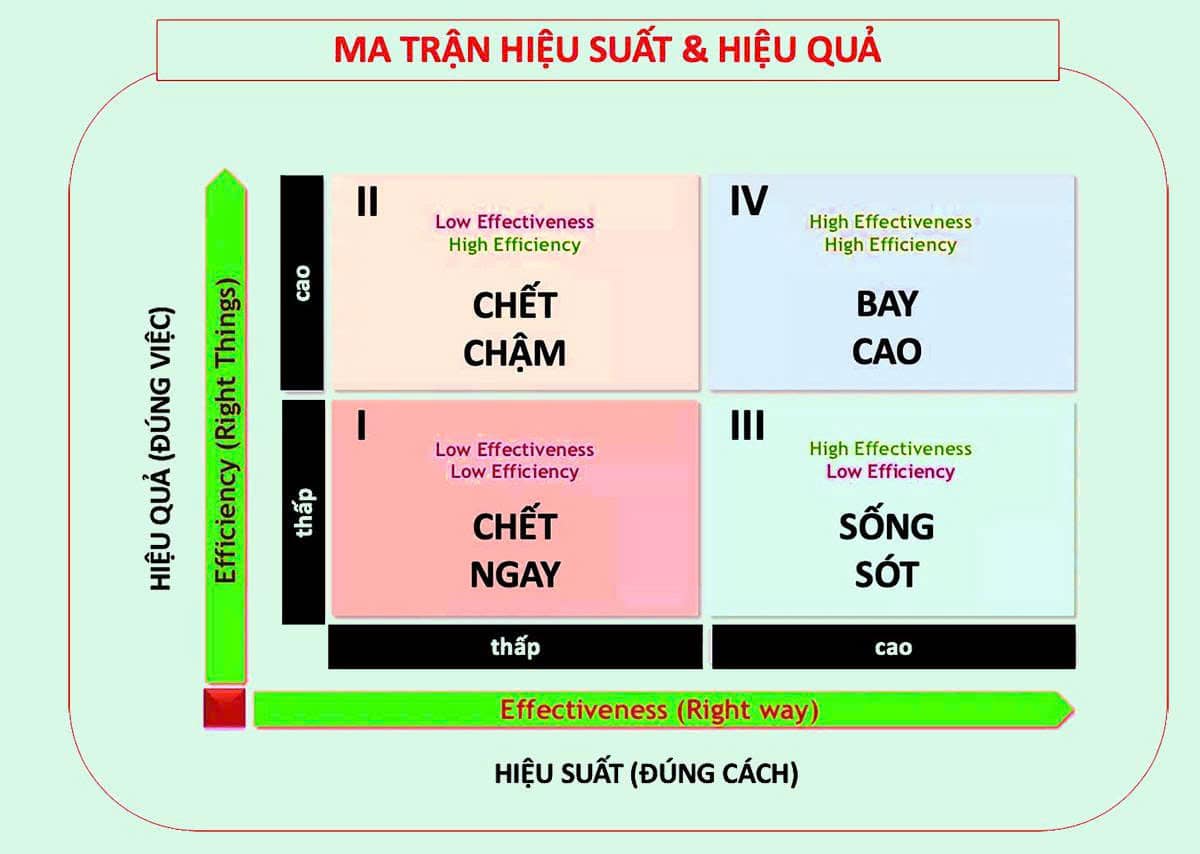 MA TRẬN HIỆU SUẤT & HIỆU QUẢ
HIỆU QUẢ (ĐÚNG VIỆC)
Efficiency (Right Things)
cao
thấp
II
Low Effectiveness
High Efficiency
CHẾT
CHẬM
IV
High Effectiveness
High Efficiency
BAY
CAO
I
Low Effectiveness
Low Efficiency
CHẾT
NGAY
III
High Effectiveness
Low Efficiency
SỐNG
SÓT
thấp
cao
Effectiveness (Right way)
HIỆU SUẤT (ĐÚNG CÁCH)